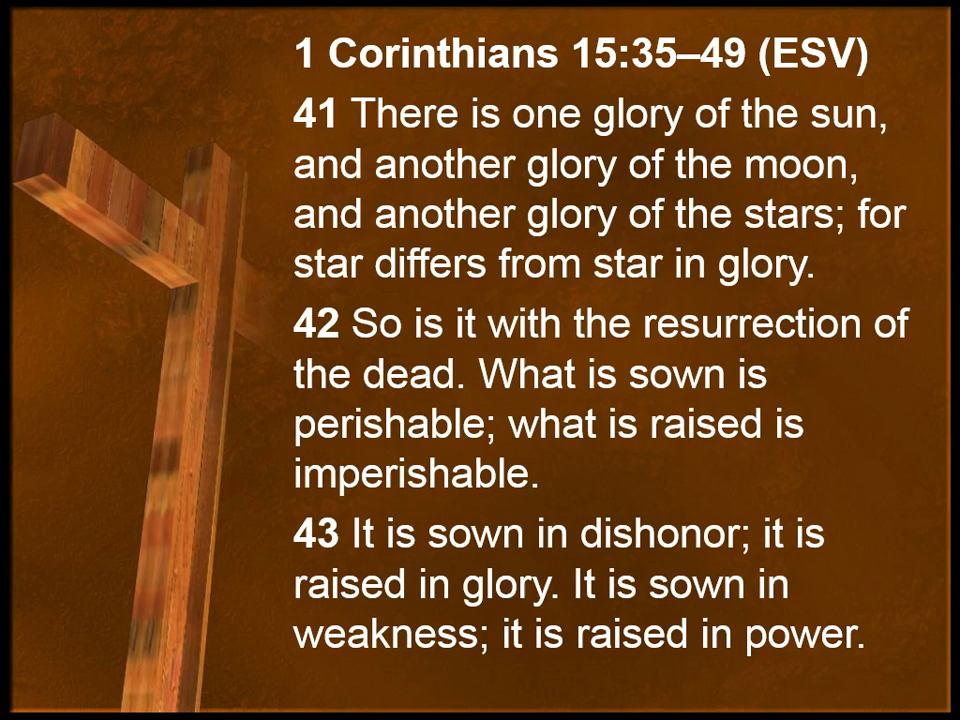 1 Corinthians 15:35–49 (ESV)
41 There is one glory of the sun,
and another glory of the moon,
and another glory of the stars; for
star differs from star in glory.
42 So is it with the resurrection of
the dead. What is sown is
perishable; what is raised is
imperishable.
43 It is sown in dishonor; it is
raised in glory. It is sown in
weakness; it is raised in power.